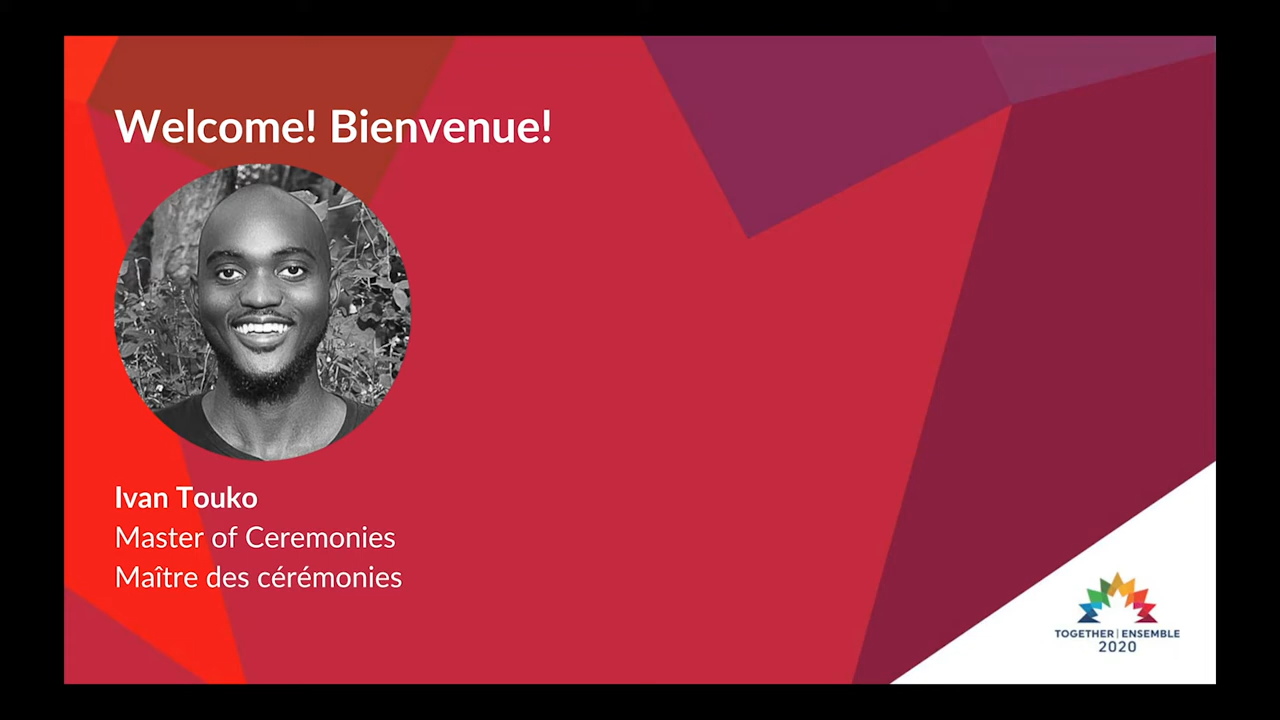 Welcome! Bienvenue!
Ivan Touko
Master of Ceremonies
Maître des cérémonies
TOGETHER | ENSEMBLE
2020